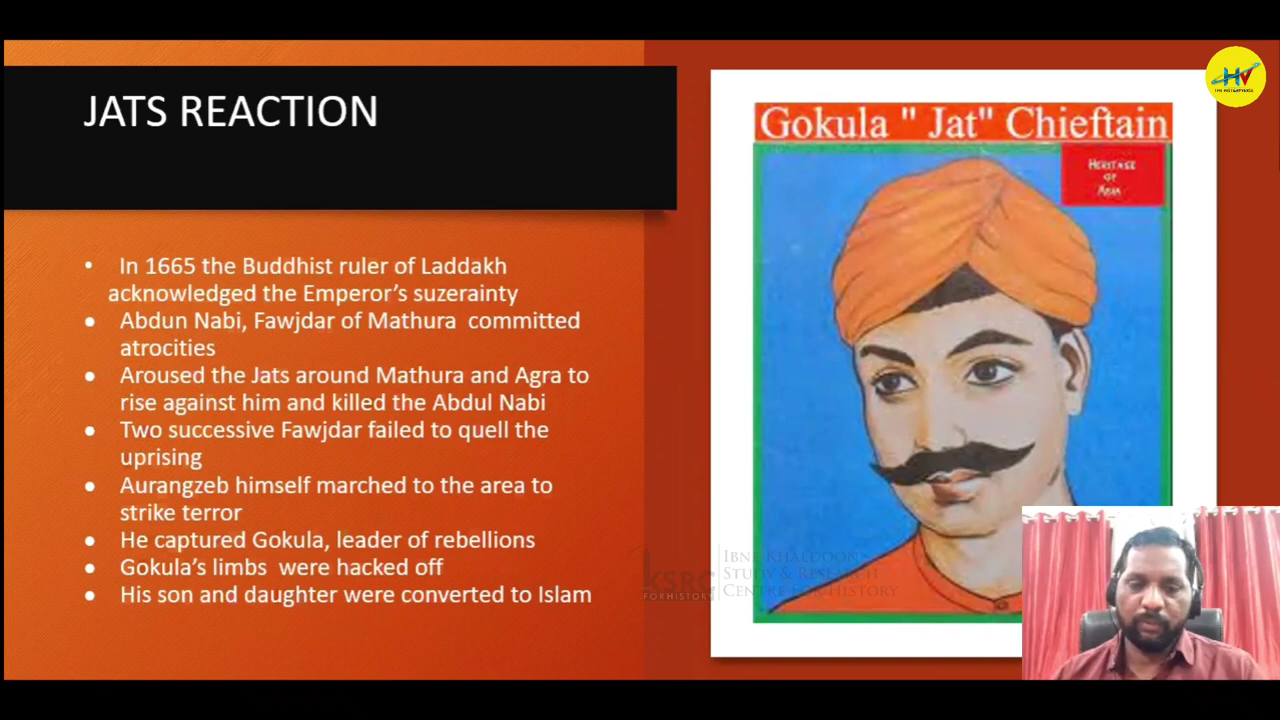 JATS REACTION
• In 1665 the Buddhist ruler of Laddakh
acknowledged the Emperor's suzerainty
• Abdun Nabi, Fawjdar of Mathura committed
atrocities
• Aroused the Jats around Mathura and Agra to
rise against him and killed the Abdul Nabi
• Two successive Fawjdar failed to quell the
uprising
• Aurangzeb himself marched to the area to
strike terror
• He captured Gokula, leader of rebellions
• Gokula's limbs were hacked off
• His son and daughter were converted to Islam
Gokula " Jat" Chieftain
HERITAGE
OF
ASIA
KSRC
FORHISTORY
IBNE KHALDOON
STUDY & RESEARCH
CENTRE FOR HISTORY
HV